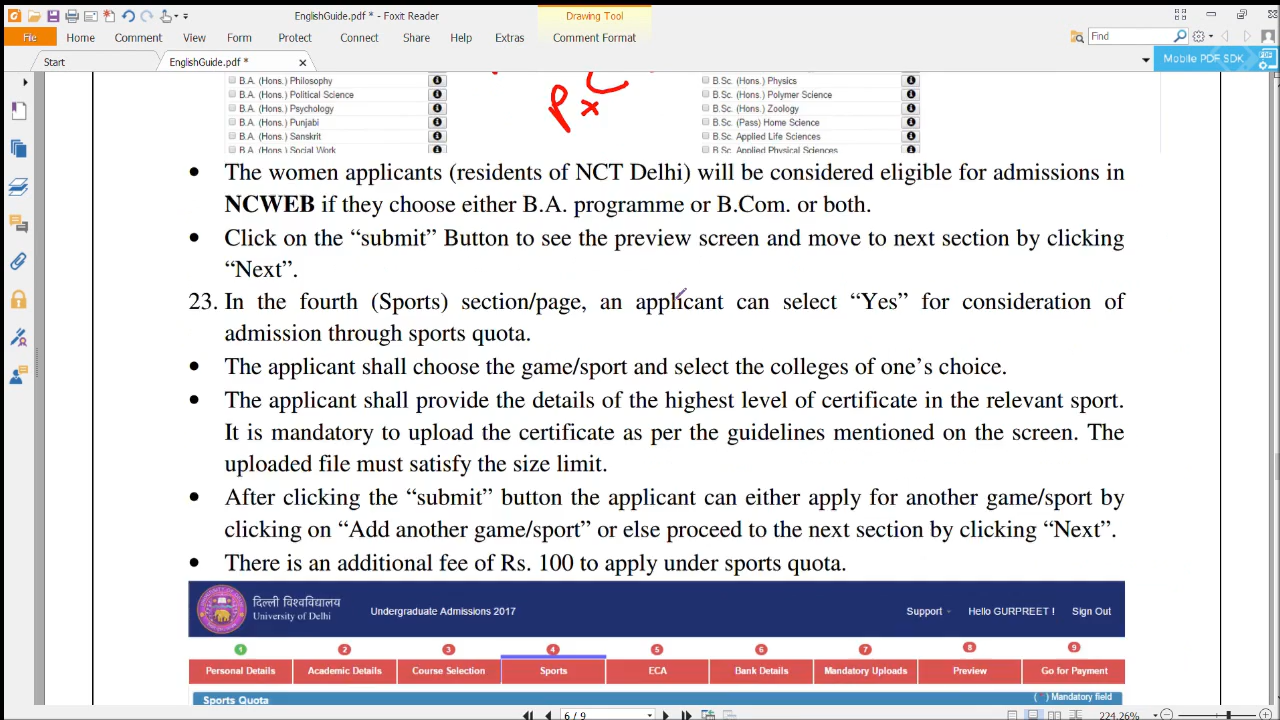 EnglishGuide.pdf * - Foxit Reader
Drawing Tool
File Home Comment View Form Protect Connect Share Help Extras Comment Format
Find
Start EnglishGuide.pdf *
Mobile PDF SDK
B.A. (Hons.) Philosophy
B.Sc. (Hons.) Physics
B.A. (Hons.) Political Science
B.Sc. (Hons.) Polymer Science
B.A. (Hons.) Psychology
B.Sc. (Hons.) Zoology
B.A. (Hons.) Punjabi
B.Sc. (Pass) Home Science
B.A. (Hons.) Sanskrit
B.Sc. Applied Life Sciences
B.A. (Hons.) Social Work
B.Sc. Applied Physical Sciences
• The women applicants (residents of NCT Delhi) will be considered eligible for admissions in
NCWEB if they choose either B.A. programme or B.Com. or both.
• Click on the “submit” Button to see the preview screen and move to next section by clicking
“Next”.
23. In the fourth (Sports) section/page, an applicant can select “Yes” for consideration of
admission through sports quota.
• The applicant shall choose the game/sport and select the colleges of one’s choice.
• The applicant shall provide the details of the highest level of certificate in the relevant sport.
It is mandatory to upload the certificate as per the guidelines mentioned on the screen. The
uploaded file must satisfy the size limit.
• After clicking the “submit” button the applicant can either apply for another game/sport by
clicking on “Add another game/sport” or else proceed to the next section by clicking “Next”.
• There is an additional fee of Rs. 100 to apply under sports quota.
दिल्ली विश्वविद्यालय
University of Delhi
Undergraduate Admissions 2017
Support Hello GURPREET ! Sign Out
1 2 3 4 5 6 7 8 9
Personal Details Academic Details Course Selection Sports ECA Bank Details Mandatory Uploads Preview Go for Payment
Sports Quota
(*) Mandatory field
6 / 9
224.26%